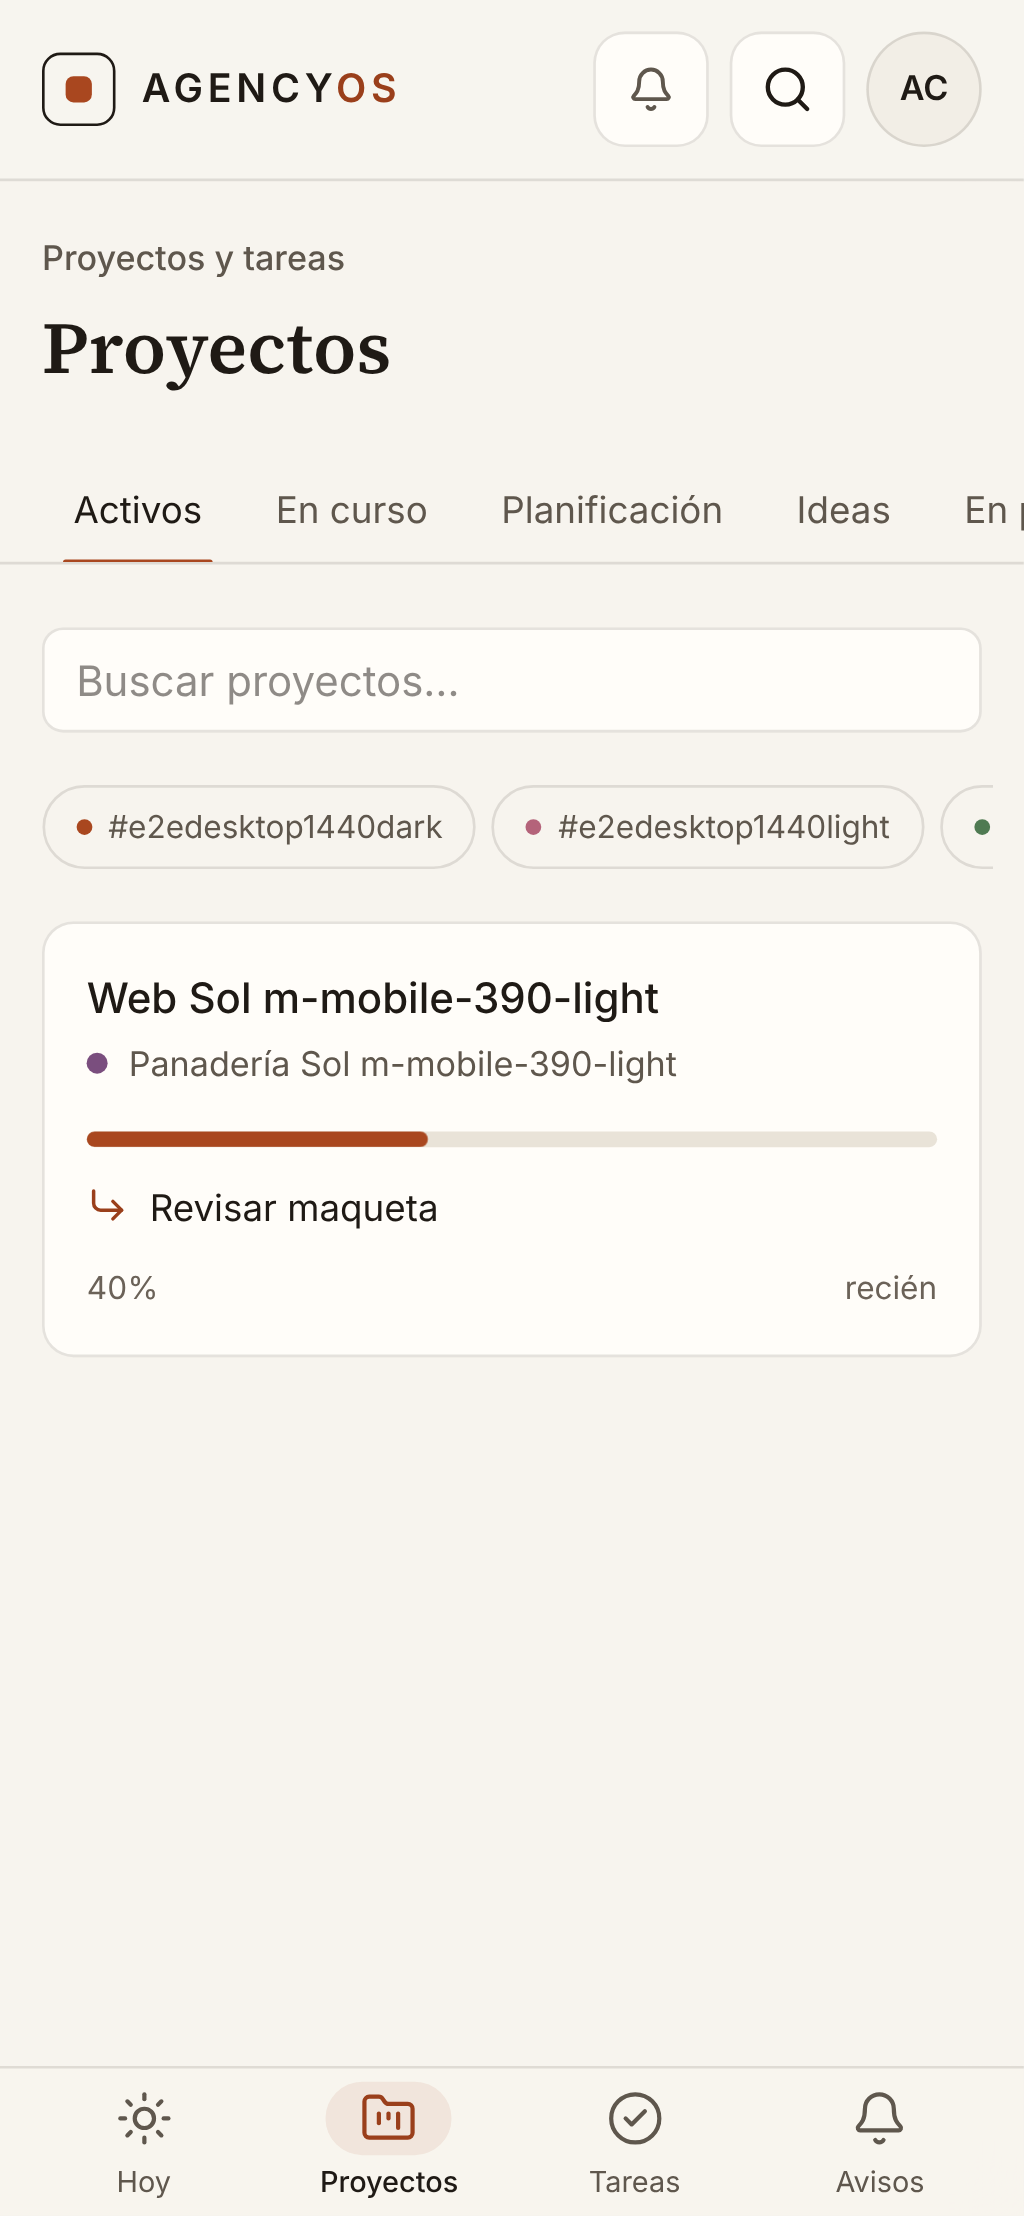 AGENCYOS
AC
Proyectos y tareas
Proyectos
Activos En curso Planificación Ideas En
Buscar proyectos...
#e2edesktop1440dark #e2edesktop1440light
Web Sol m-mobile-390-light
Panadería Sol m-mobile-390-light
Revisar maqueta
40% recién
Hoy Proyectos Tareas Avisos